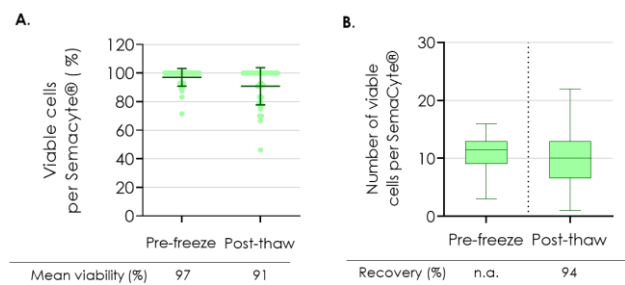 A.
Viable cells
per Semacyte® ( %)
120
100
80
60
40
20
0
Pre-freeze Post-thaw
Mean viability (%) 97 91
B.
Number of viable
cells per SemaCyte®
30
20
10
0
Pre-freeze Post-thaw
Recovery (%) n.a. 94